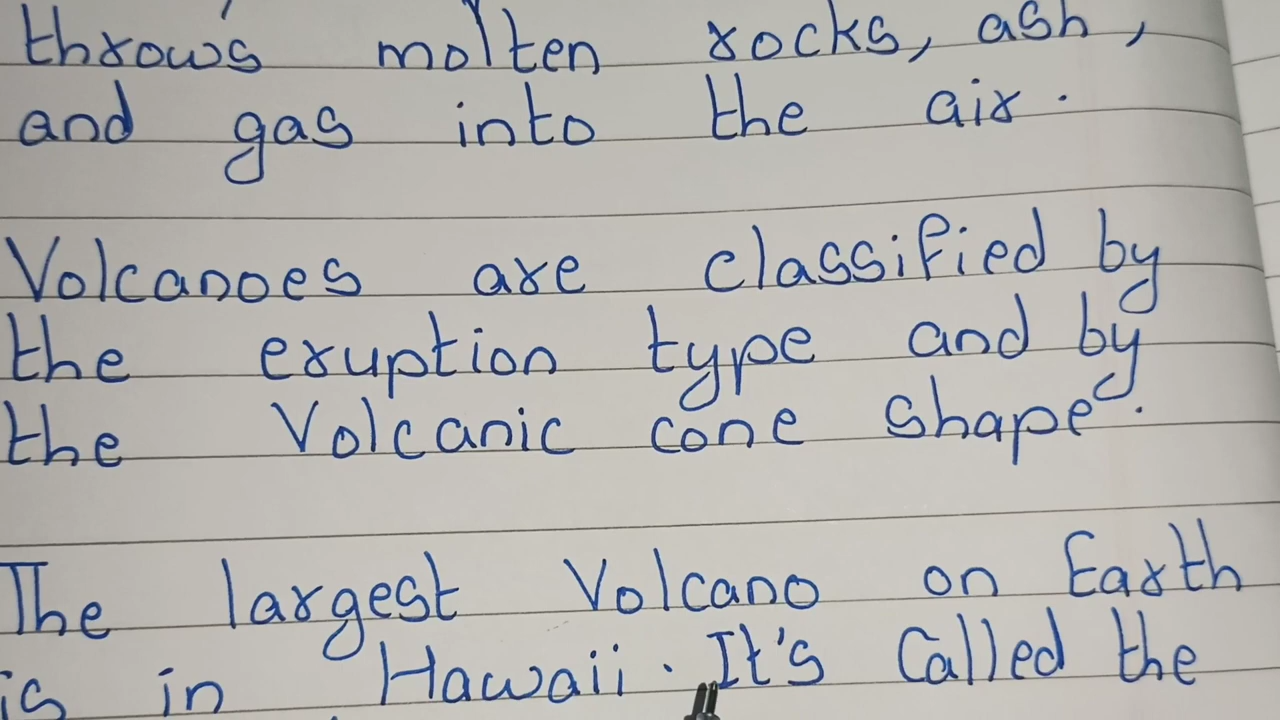 throws molten rocks, ash,
and gas into the air.
Volcanoes are classified by
the eruption type and by
the Volcanic cone shape.
The largest Volcano on Earth
is in Hawaii. It's Called the